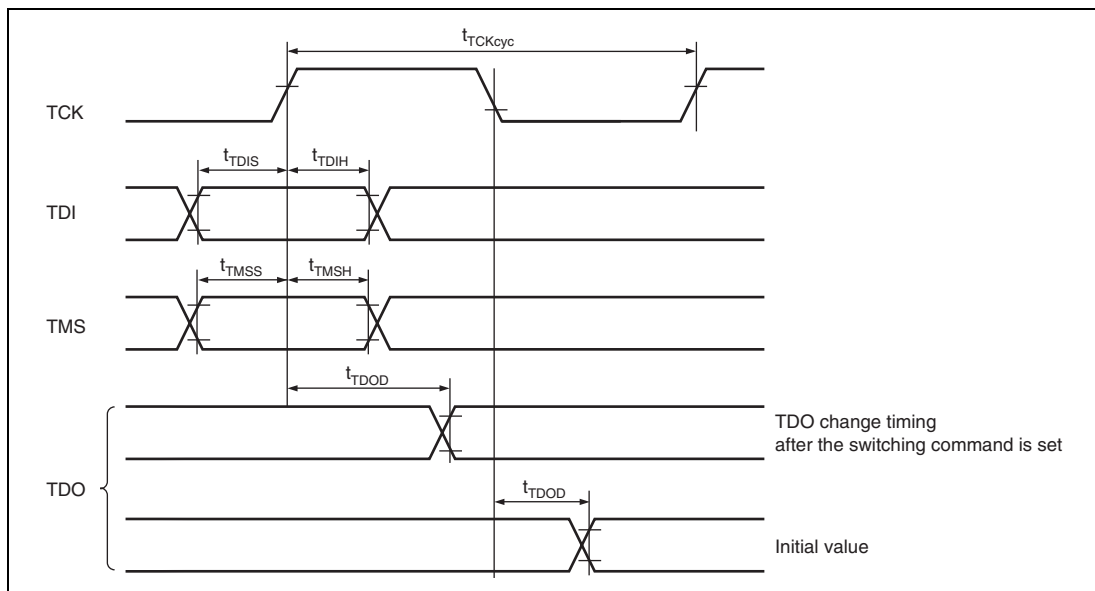 tTCKcyc
TCK
tTDIS
tTDIH
TDI
tTMSS
tTMSH
TMS
tTDOD
TDO change timing
after the switching command is set
TDO
tTDOD
Initial value